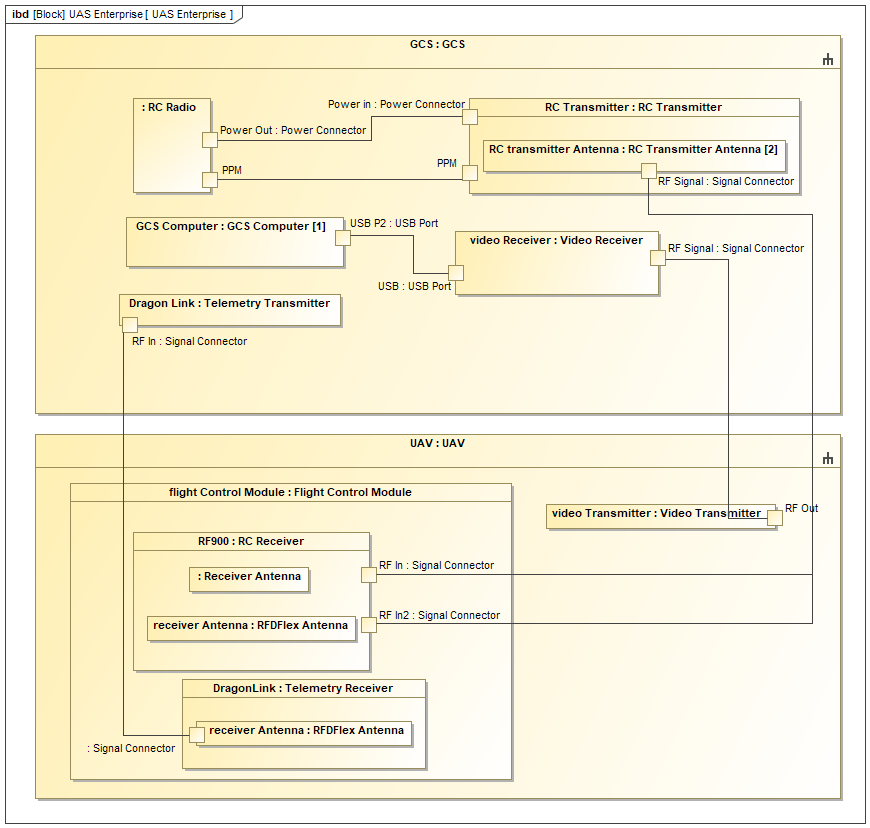 ibd [Block] UAS Enterprise [ UAS Enterprise ]
GCS : GCS
: RC Radio
Power in : Power Connector
RC Transmitter : RC Transmitter
Power Out : Power Connector
RC transmitter Antenna : RC Transmitter Antenna [2]
PPM
PPM
RF Signal : Signal Connector
GCS Computer : GCS Computer [1]
USB P2 : USB Port
video Receiver : Video Receiver
RF Signal : Signal Connector
USB : USB Port
Dragon Link : Telemetry Transmitter
RF In : Signal Connector
UAV : UAV
flight Control Module : Flight Control Module
video Transmitter : Video Transmitter
RF Out
RF900 : RC Receiver
RF In : Signal Connector
: Receiver Antenna
RF In2 : Signal Connector
receiver Antenna : RFDFlex Antenna
DragonLink : Telemetry Receiver
receiver Antenna : RFDFlex Antenna
: Signal Connector